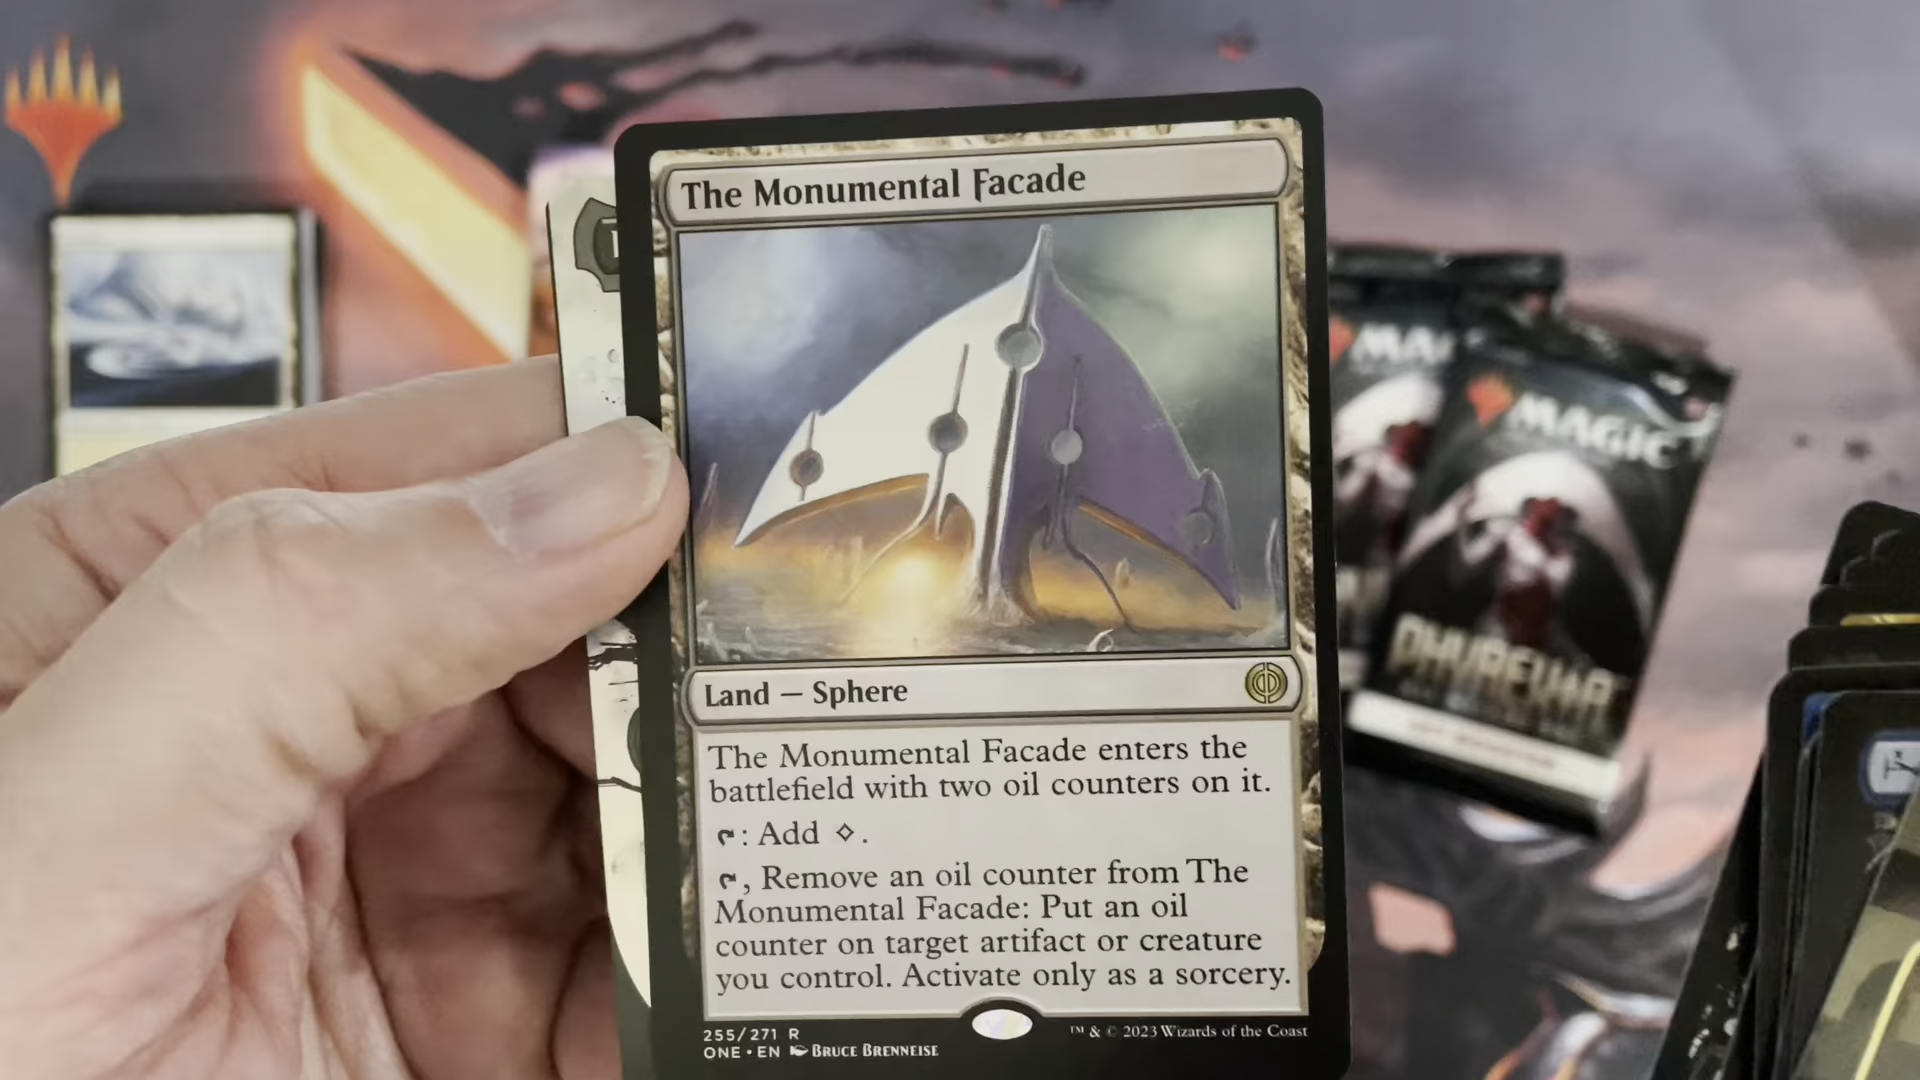 The Monumental Facade
MAGIC
Land — Sphere
The Monumental Facade enters the
battlefield with two oil counters on it.
: Add .
, Remove an oil counter from The
Monumental Facade: Put an oil
counter on target artifact or creature
you control. Activate only as a sorcery.
255/271 R
ONE • EN BRUCE BRENNEISE
™ & © 2023 Wizards of the Coast